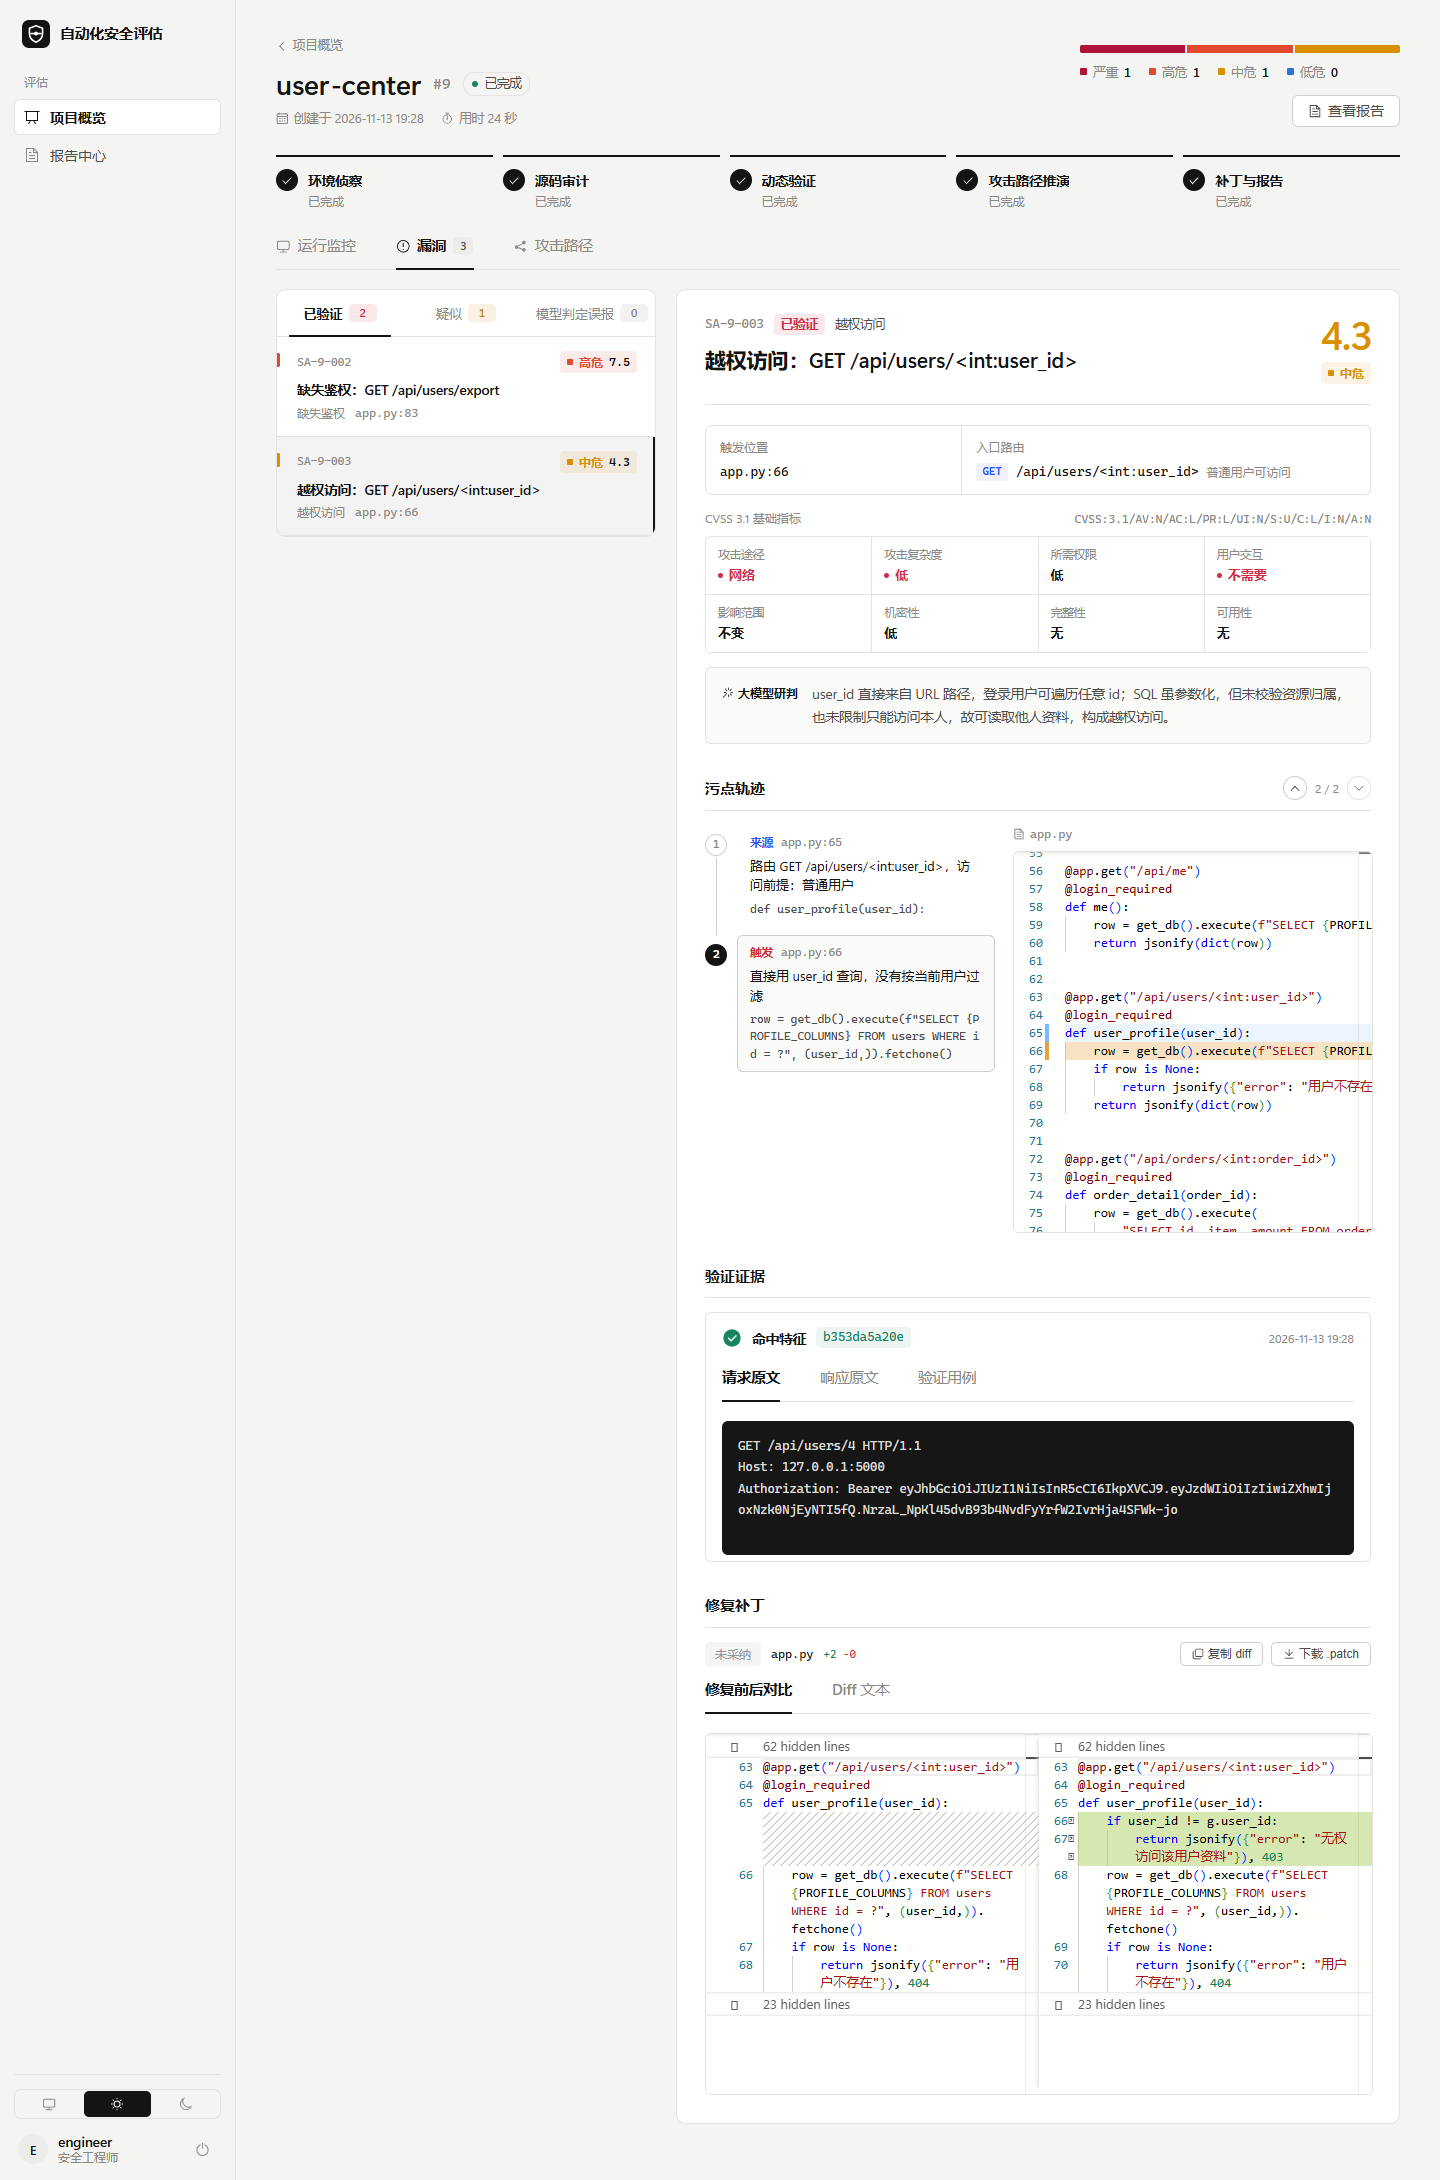 自动化安全评估
评估
项目概览
报告中心
项目概览
user-center #9 已完成
创建于 2026-11-13 19:28 用时 24 秒
严重 1 高危 1 中危 1 低危 0
查看报告
环境侦察
已完成
源码审计
已完成
动态验证
已完成
攻击路径推演
已完成
补丁与报告
已完成
运行监控
漏洞 3
攻击路径
已验证 2
疑似 1
模型判定误报 0
SA-9-002 高危 7.5
缺失鉴权：GET /api/users/export
缺失鉴权 app.py:83
SA-9-003 中危 4.3
越权访问：GET /api/users/<int:user_id>
越权访问 app.py:66
SA-9-003 已验证 越权访问
越权访问：GET /api/users/<int:user_id>
4.3
中危
触发位置
app.py:66
入口路由
GET /api/users/<int:user_id> 普通用户可访问
CVSS 3.1 基础指标 CVSS:3.1/AV:N/AC:L/PR:L/UI:N/S:U/C:L/I:N/A:N
攻击途径
网络
攻击复杂度
低
所需权限
低
用户交互
不需要
影响范围
不变
机密性
低
完整性
无
可用性
无
大模型研判
user_id 直接来自 URL 路径，登录用户可遍历任意 id；SQL 虽参数化，但未校验资源归属，
也未限制只能访问本人，故可读取他人资料，构成越权访问。
污点轨迹 2 / 2
1 来源 app.py:65
路由 GET /api/users/<int:user_id>，访
问前提：普通用户
def user_profile(user_id):
2 触发 app.py:66
直接用 user_id 查询，没有按当前用户过
滤
row = get_db().execute(f"SELECT {P
ROFILE_COLUMNS} FROM users WHERE i
d = ?", (user_id,)).fetchone()
app.py
55
56 @app.get("/api/me")
57 @login_required
58 def me():
59 row = get_db().execute(f"SELECT {PROFIL
60 return jsonify(dict(row))
61
62
63 @app.get("/api/users/<int:user_id>")
64 @login_required
65 def user_profile(user_id):
66 row = get_db().execute(f"SELECT {PROFIL
67 if row is None:
68 return jsonify({"error": "用户不存在
69 return jsonify(dict(row))
70
71
72 @app.get("/api/orders/<int:order_id>")
73 @login_required
74 def order_detail(order_id):
75 row = get_db().execute(
76 "SELECT id, item, amount FROM order
验证证据
命中特征 b353da5a20e 2026-11-13 19:28
请求原文
响应原文
验证用例
GET /api/users/4 HTTP/1.1
Host: 127.0.0.1:5000
Authorization: Bearer eyJhbGciOiJIUzI1NiIsInR5cCI6IkpXVCJ9.eyJzdWIiOiIzIiwiZXhwIj
oxNzk0NjEyNTI5fQ.NrzaL_NpKl45dvB93b4NvdFyYrfW2IvrHja4SFWk-jo
修复补丁
未采纳 app.py +2 -0
复制 diff
下载 .patch
修复前后对比
Diff 文本
62 hidden lines
63 @app.get("/api/users/<int:user_id>")
64 @login_required
65 def user_profile(user_id):
66 row = get_db().execute(f"SELECT
{PROFILE_COLUMNS} FROM users
WHERE id = ?", (user_id,)).
fetchone()
67 if row is None:
68 return jsonify({"error": "用
户不存在"}), 404
23 hidden lines
62 hidden lines
63 @app.get("/api/users/<int:user_id>")
64 @login_required
65 def user_profile(user_id):
66 if user_id != g.user_id:
67 return jsonify({"error": "无权
访问该用户资料"}), 403
68 row = get_db().execute(f"SELECT
{PROFILE_COLUMNS} FROM users
WHERE id = ?", (user_id,)).
fetchone()
69 if row is None:
70 return jsonify({"error": "用户
不存在"}), 404
23 hidden lines
E
engineer
安全工程师